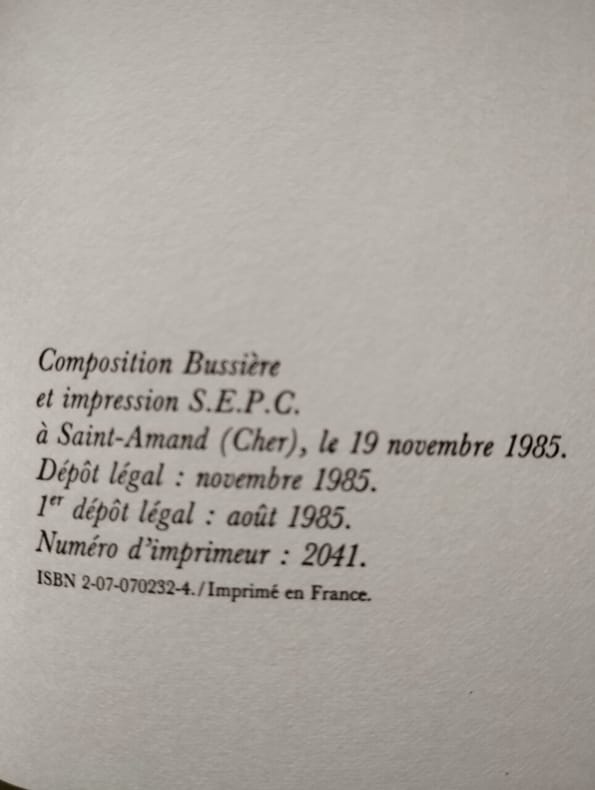 Composition Bussière
et impression S.E.P.C.
à Saint-Amand (Cher), le 19 novembre 1985.
Dépôt légal : novembre 1985.
1er dépôt légal : août 1985.
Numéro d'imprimeur : 2041.
ISBN 2-07-070232-4./Imprimé en France.